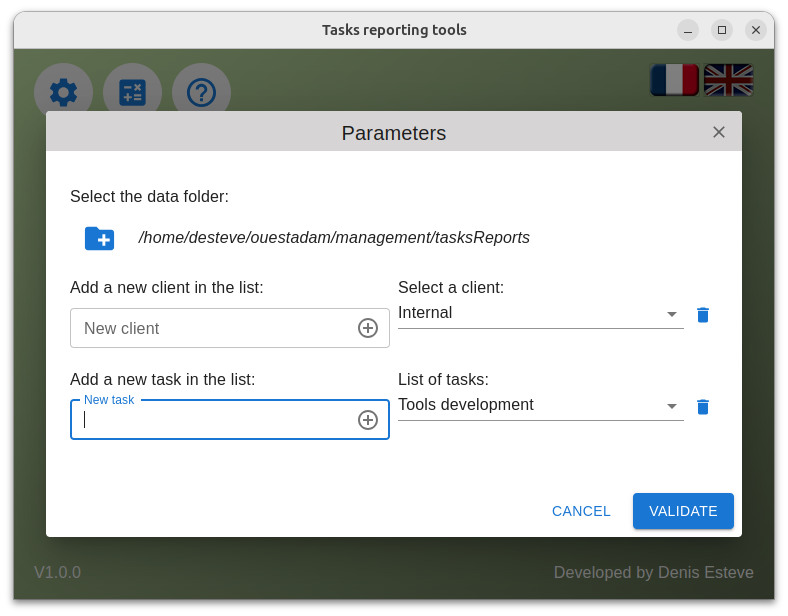 Tasks reporting tools
Parameters
Select the data folder:
/home/desteve/ouestadam/management/tasksReports
Add a new client in the list:
Select a client:
New client
Internal
Add a new task in the list:
List of tasks:
New task
Tools development
CANCEL
VALIDATE
V1.0.0
Developed by Denis Esteve